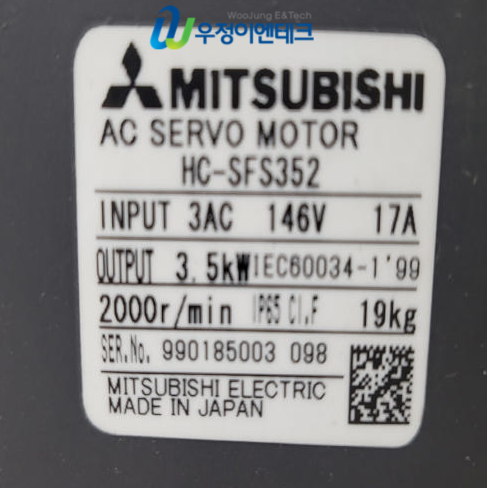 WooJung E&Tech
우정이엔테크
MITSUBISHI
AC SERVO MOTOR
HC-SFS352
INPUT 3AC 146V 17A
OUTPUT 3.5kW IEC60034-1'99
2000r/min IP65 Cl.F 19kg
SER.No. 990185003 098
MITSUBISHI ELECTRIC
MADE IN JAPAN